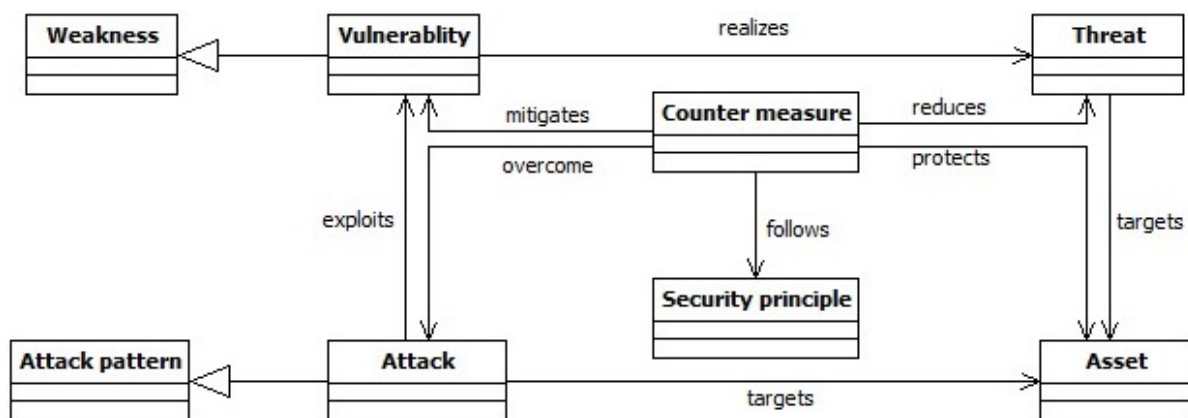 Weakness
Vulnerablity
realizes
Threat
mitigates
Counter measure
reduces
overcome
protects
exploits
follows
targets
Security principle
Attack pattern
Attack
targets
Asset